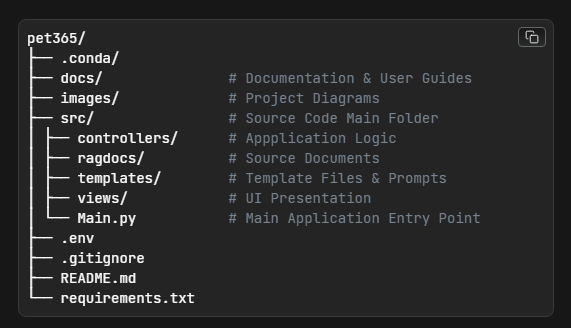 pet365/
├── .conda/
├── docs/               # Documentation & User Guides
├── images/             # Project Diagrams
├── src/                # Source Code Main Folder
│ ├── controllers/      # Appplication Logic
│ ├── ragdocs/          # Source Documents
│ ├── templates/        # Template Files & Prompts
│ ├── views/            # UI Presentation
│ └── Main.py           # Main Application Entry Point
├── .env
├── .gitignore
├── README.md
└── requirements.txt